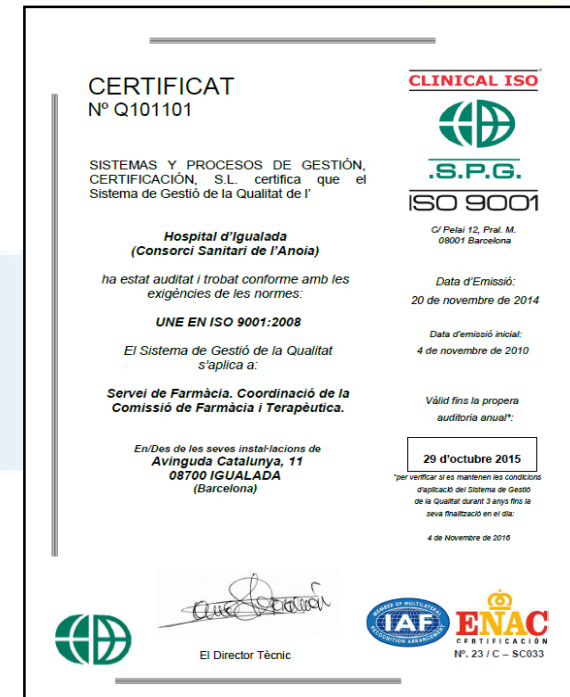 CERTIFICAT
Nº Q101101
SISTEMAS Y PROCESOS DE GESTIÓN,
CERTIFICACIÓN, S.L. certifica que el
Sistema de Gestió de la Qualitat de l'
Hospital d'Igualada
(Consorci Sanitari de l'Anoia)
ha estat auditat i trobat conforme amb les
exigències de les normes:
UNE EN ISO 9001:2008
El Sistema de Gestió de la Qualitat
s'aplica a:
Servei de Farmàcia. Coordinació de la
Comissió de Farmàcia i Terapèutica.
En/Des de les seves instal·lacions de
Avinguda Catalunya, 11
08700 IGUALADA
(Barcelona)
CLINICAL ISO
.S.P.G.
ISO 9001
C/ Pelai 12, Pral. M.
08001 Barcelona
Data d'Emissió:
20 de novembre de 2014
Data d'emissió inicial:
4 de novembre de 2010
Vàlid fins la propera
auditoria anual*:
29 d'octubre 2015
*per verificar si es mantenen les condicions
d'aplicació del Sistema de Gestió
de la Qualitat durant 3 anys fins la
seva finalització en el dia:
4 de Novembre de 2016
El Director Tècnic
MEMBER OF MULTILATERAL
IAF
RECOGNITION ARRANGEMENT
ENAC
CERTIFICACIÓN
Nº. 23 / C – SC033